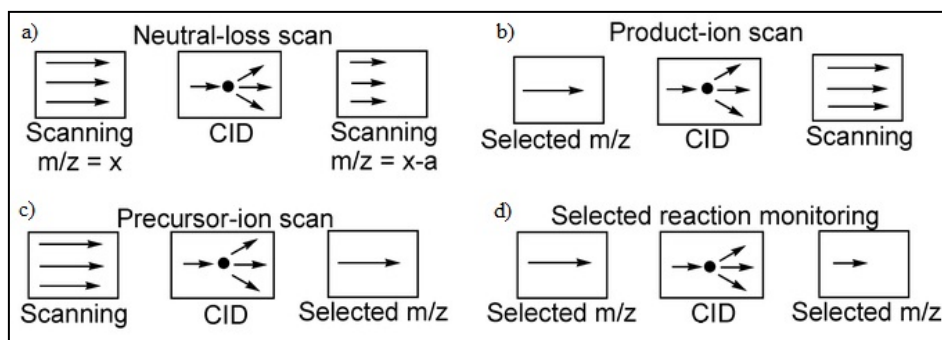 a) Neutral-loss scan
Scanning m/z = x
CID
Scanning m/z = x-a
b) Product-ion scan
Selected m/z
CID
Scanning
c) Precursor-ion scan
Scanning
CID
Selected m/z
d) Selected reaction monitoring
Selected m/z
CID
Selected m/z